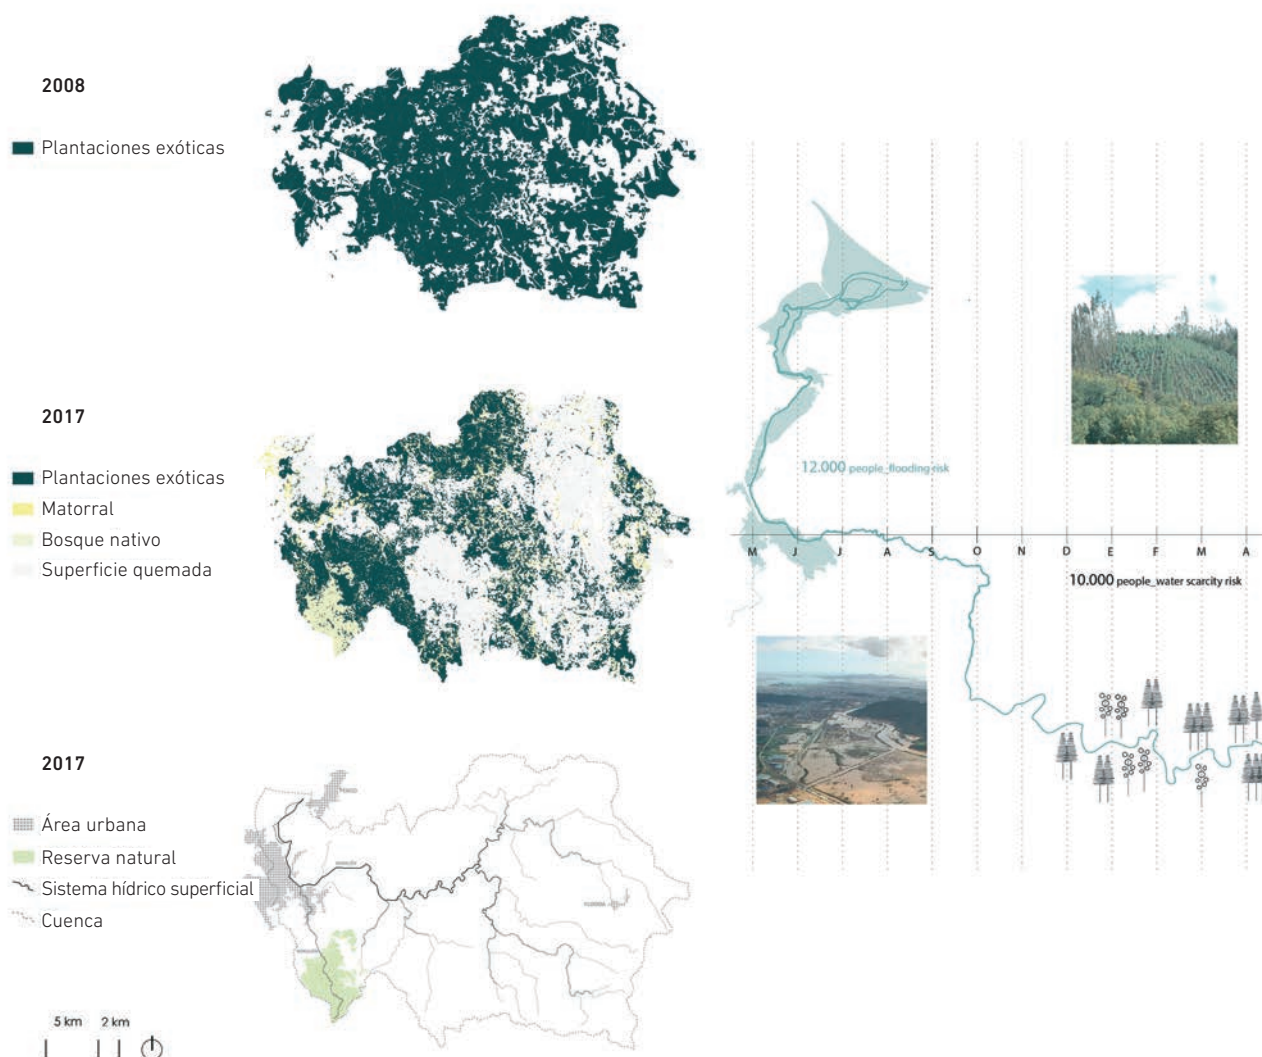 2008
Plantaciones exóticas
2017
Plantaciones exóticas
Matorral
Bosque nativo
Superficie quemada
2017
Área urbana
Reserva natural
Sistema hídrico superficial
Cuenca
5 km 2 km
12.000 people_flooding risk
M J J A S O N D E F M A
10.000 people_water scarcity risk